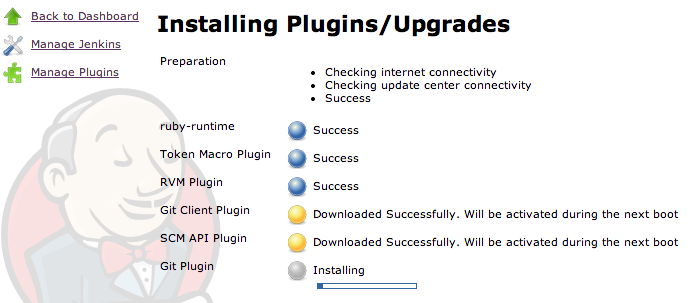 Back to Dashboard
Manage Jenkins
Manage Plugins
Installing Plugins/Upgrades
Preparation
Checking internet connectivity
Checking update center connectivity
Success
ruby-runtime Success
Token Macro Plugin Success
RVM Plugin Success
Git Client Plugin Downloaded Successfully. Will be activated during the next boot
SCM API Plugin Downloaded Successfully. Will be activated during the next boot
Git Plugin Installing